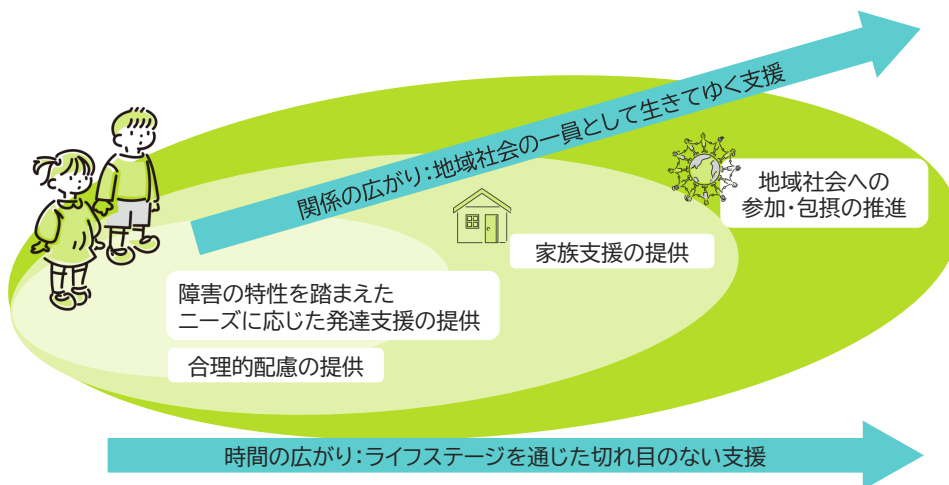 関係の広がり:地域社会の一員として生きてゆく支援
地域社会への
参加・包摂の推進
家族支援の提供
障害の特性を踏まえた
ニーズに応じた発達支援の提供
合理的配慮の提供
時間の広がり:ライフステージを通じた切れ目のない支援